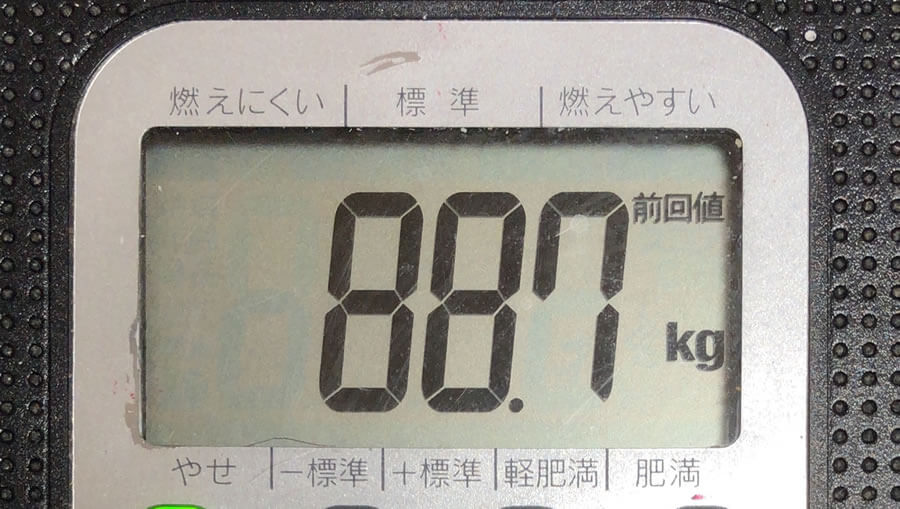 燃えにくい | 標準 | 燃えやすい
前回値
88.7
kg
やせ | -標準 | +標準 | 軽肥満 | 肥満